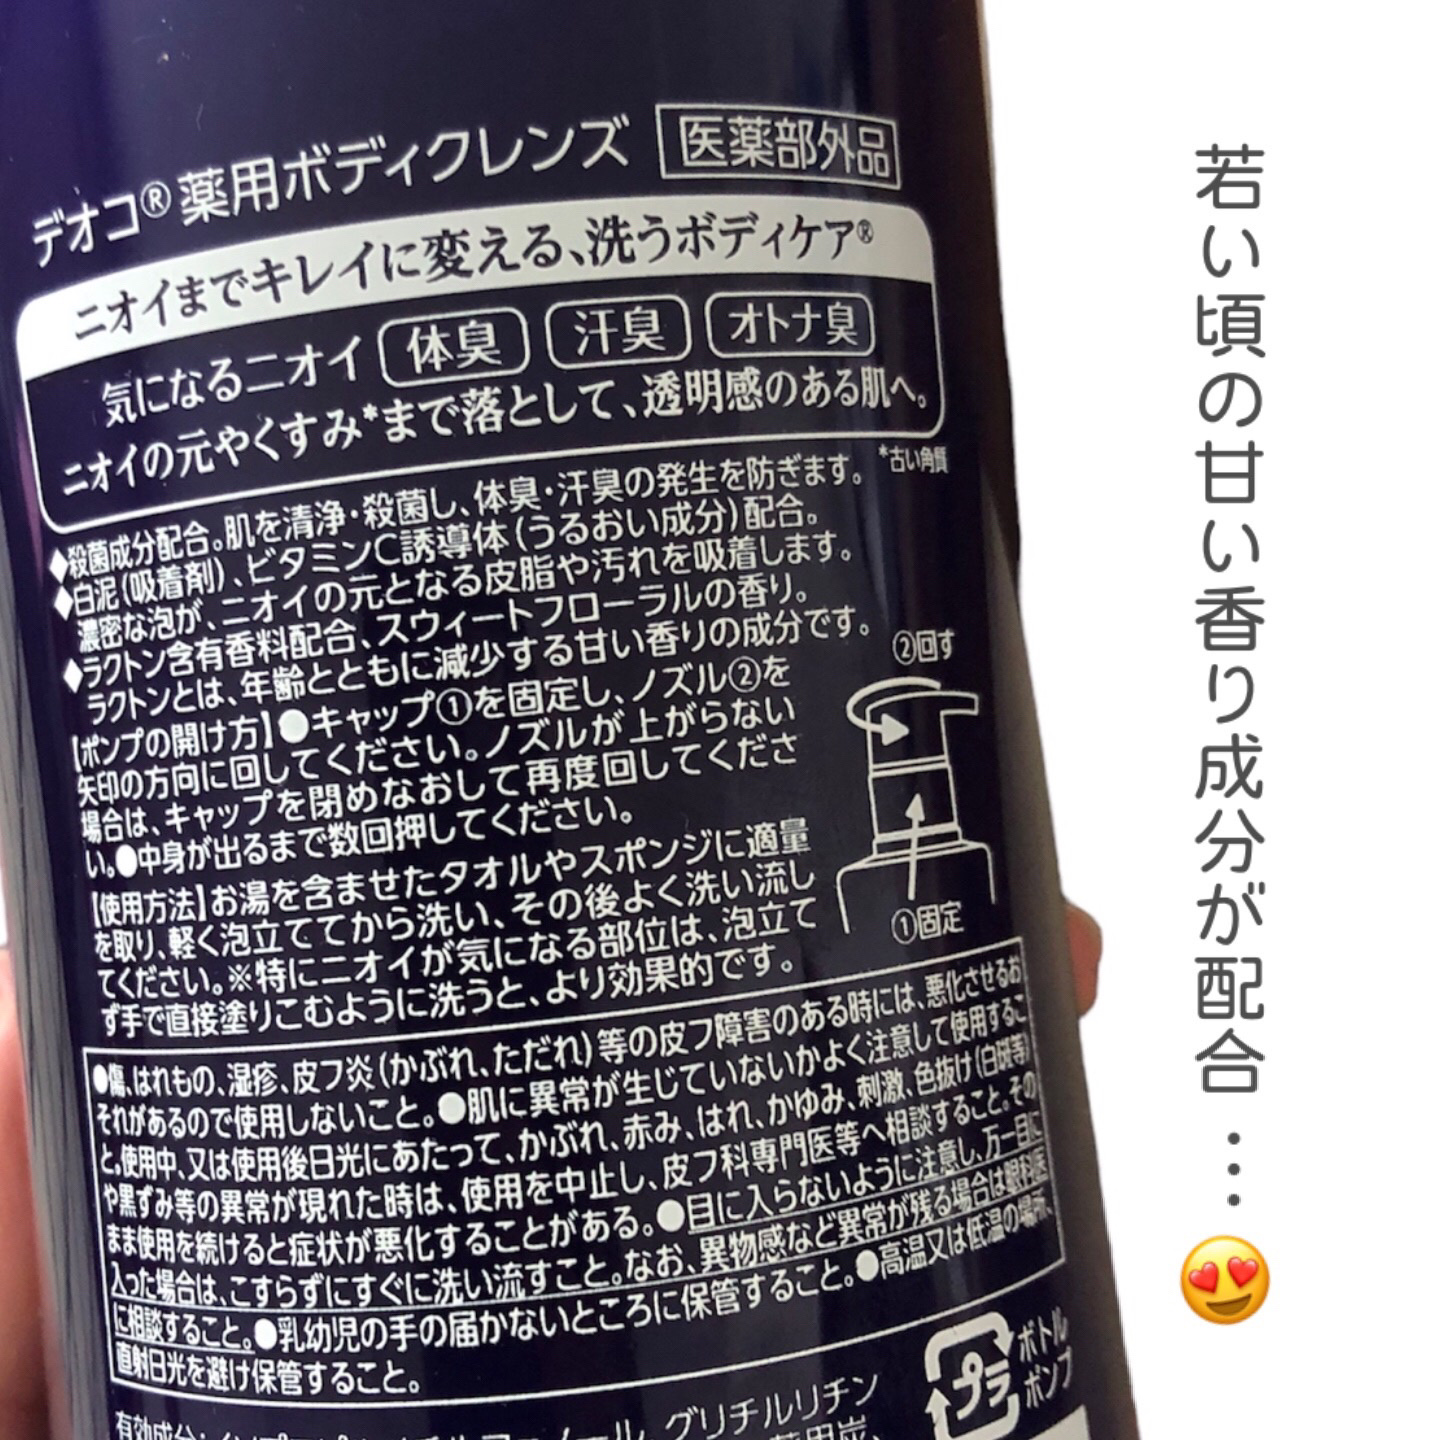 デオコ®薬用ボディクレンズ 医薬部外品
ニオイまでキレイに変える、洗うボディケア®
気になるニオイ 体臭 汗臭 オトナ臭
ニオイの元やくすみ*まで落として、透明感のある肌へ。
*古い角質
◆殺菌成分配合。肌を清浄・殺菌し、体臭・汗臭の発生を防ぎます。
◆白泥(吸着剤)、ビタミンC誘導体(うるおい成分)配合。
濃密な泡が、ニオイの元となる皮脂や汚れを吸着します。
◆ラクトン含有香料配合、スウィートフローラルの香り。
ラクトンとは、年齢とともに減少する甘い香りの成分です。
【ポンプの開け方】●キャップ①を固定し、ノズル②を
矢印の方向に回してください。ノズルが上がらない
場合は、キャップを閉めなおして再度回してくださ
い。●中身が出るまで数回押してください。
②回す
①固定
【使用方法】お湯を含ませたタオルやスポンジに適量
を取り、軽く泡立ててから洗い、その後よく洗い流し
てください。※特にニオイが気になる部位は、泡立て
ず手で直接塗りこむように洗うと、より効果的です。
●傷、はれもの、湿疹、皮フ炎(かぶれ、ただれ)等の皮フ障害のある時には、悪化させるお
それがあるので使用しないこと。●肌に異常が生じていないかよく注意して使用するこ
と。使用中、又は使用後日光にあたって、かぶれ、赤み、はれ、かゆみ、刺激、色抜け(白斑等)
や黒ずみ等の異常が現れた時は、使用を中止し、皮フ科専門医等へ相談すること。その
まま使用を続けると症状が悪化することがある。●目に入らないように注意し、万一目に
入った場合は、こすらずにすぐに洗い流すこと。なお、異物感など異常が残る場合は眼科医
に相談すること。●乳幼児の手の届かないところに保管すること。●高温又は低温の場所、
直射日光を避け保管すること。
プラ
ボトル
ポンプ
有効成分:
グリチルリチン
薬用炭、
若い頃の甘い香り成分が配合…😍